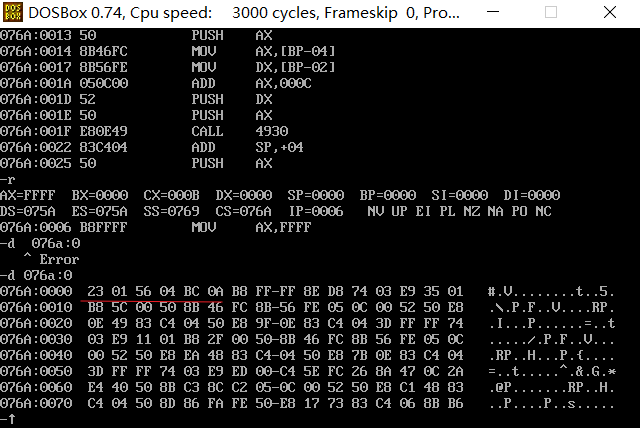 DOS
BOX
DOSBox 0.74, Cpu speed:    3000 cycles, Frameskip  0, Pro...
076A:0013 50            PUSH    AX
076A:0014 8B46FC        MOV     AX,[BP-04]
076A:0017 8B56FE        MOV     DX,[BP-02]
076A:001A 050C00        ADD     AX,000C
076A:001D 52            PUSH    DX
076A:001E 50            PUSH    AX
076A:001F E80E49        CALL    4930
076A:0022 83C404        ADD     SP,+04
076A:0025 50            PUSH    AX
-r
AX=FFFF  BX=0000  CX=000B  DX=0000  SP=0000  BP=0000  SI=0000  DI=0000
DS=075A  ES=075A  SS=0769  CS=076A  IP=0006   NV UP EI PL NZ NA PO NC
076A:0006 B8FFFF        MOV     AX,FFFF
-d  076a:0
   ^ Error
-d 076a:0
076A:0000  23 01 56 04 BC 0A B8 FF-FF 8E D8 74 03 E9 35 01   #.V........t..5.
076A:0010  B8 5C 00 50 8B 46 FC 8B-56 FE 05 0C 00 52 50 E8   .\.P.F..V....RP.
076A:0020  0E 49 83 C4 04 50 E8 9F-0E 83 C4 04 3D FF FF 74   .I...P......=..t
076A:0030  03 E9 11 01 B8 2F 00 50-8B 46 FC 8B 56 FE 05 0C   ...../.P.F..V...
076A:0040  00 52 50 E8 EA 48 83 C4-04 50 E8 7B 0E 83 C4 04   .RP..H...P.{....
076A:0050  3D FF FF 74 03 E9 ED 00-C4 5E FC 26 8A 47 0C 2A   =..t.....^.&.G.*
076A:0060  E4 40 50 8B C3 8C C2 05-0C 00 52 50 E8 C1 48 83   .@P.......RP..H.
076A:0070  C4 04 50 8D 86 FA FE 50-E8 17 73 83 C4 06 8B B6   ..P....P..s.....
-↑